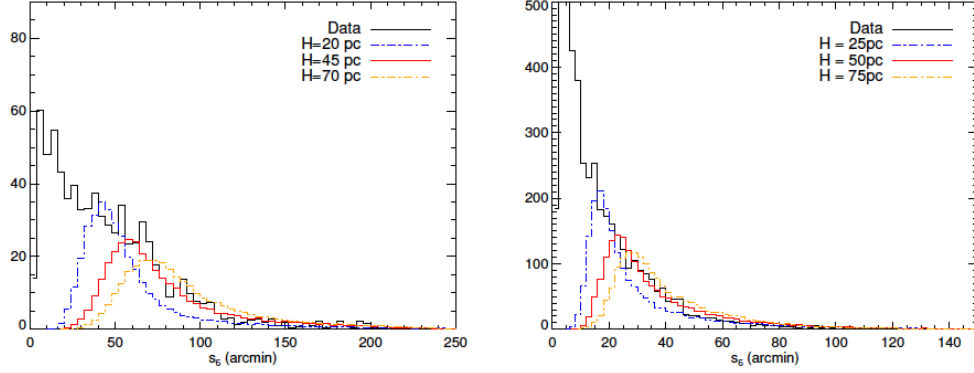 Data
H=20 pc
H=45 pc
H=70 pc
80
60
40
20
0
0 50 100 150 200 250
s6 (arcmin)
Data
H = 25pc
H = 50pc
H = 75pc
500
400
300
200
100
0
0 20 40 60 80 100 120 140
s6 (arcmin)